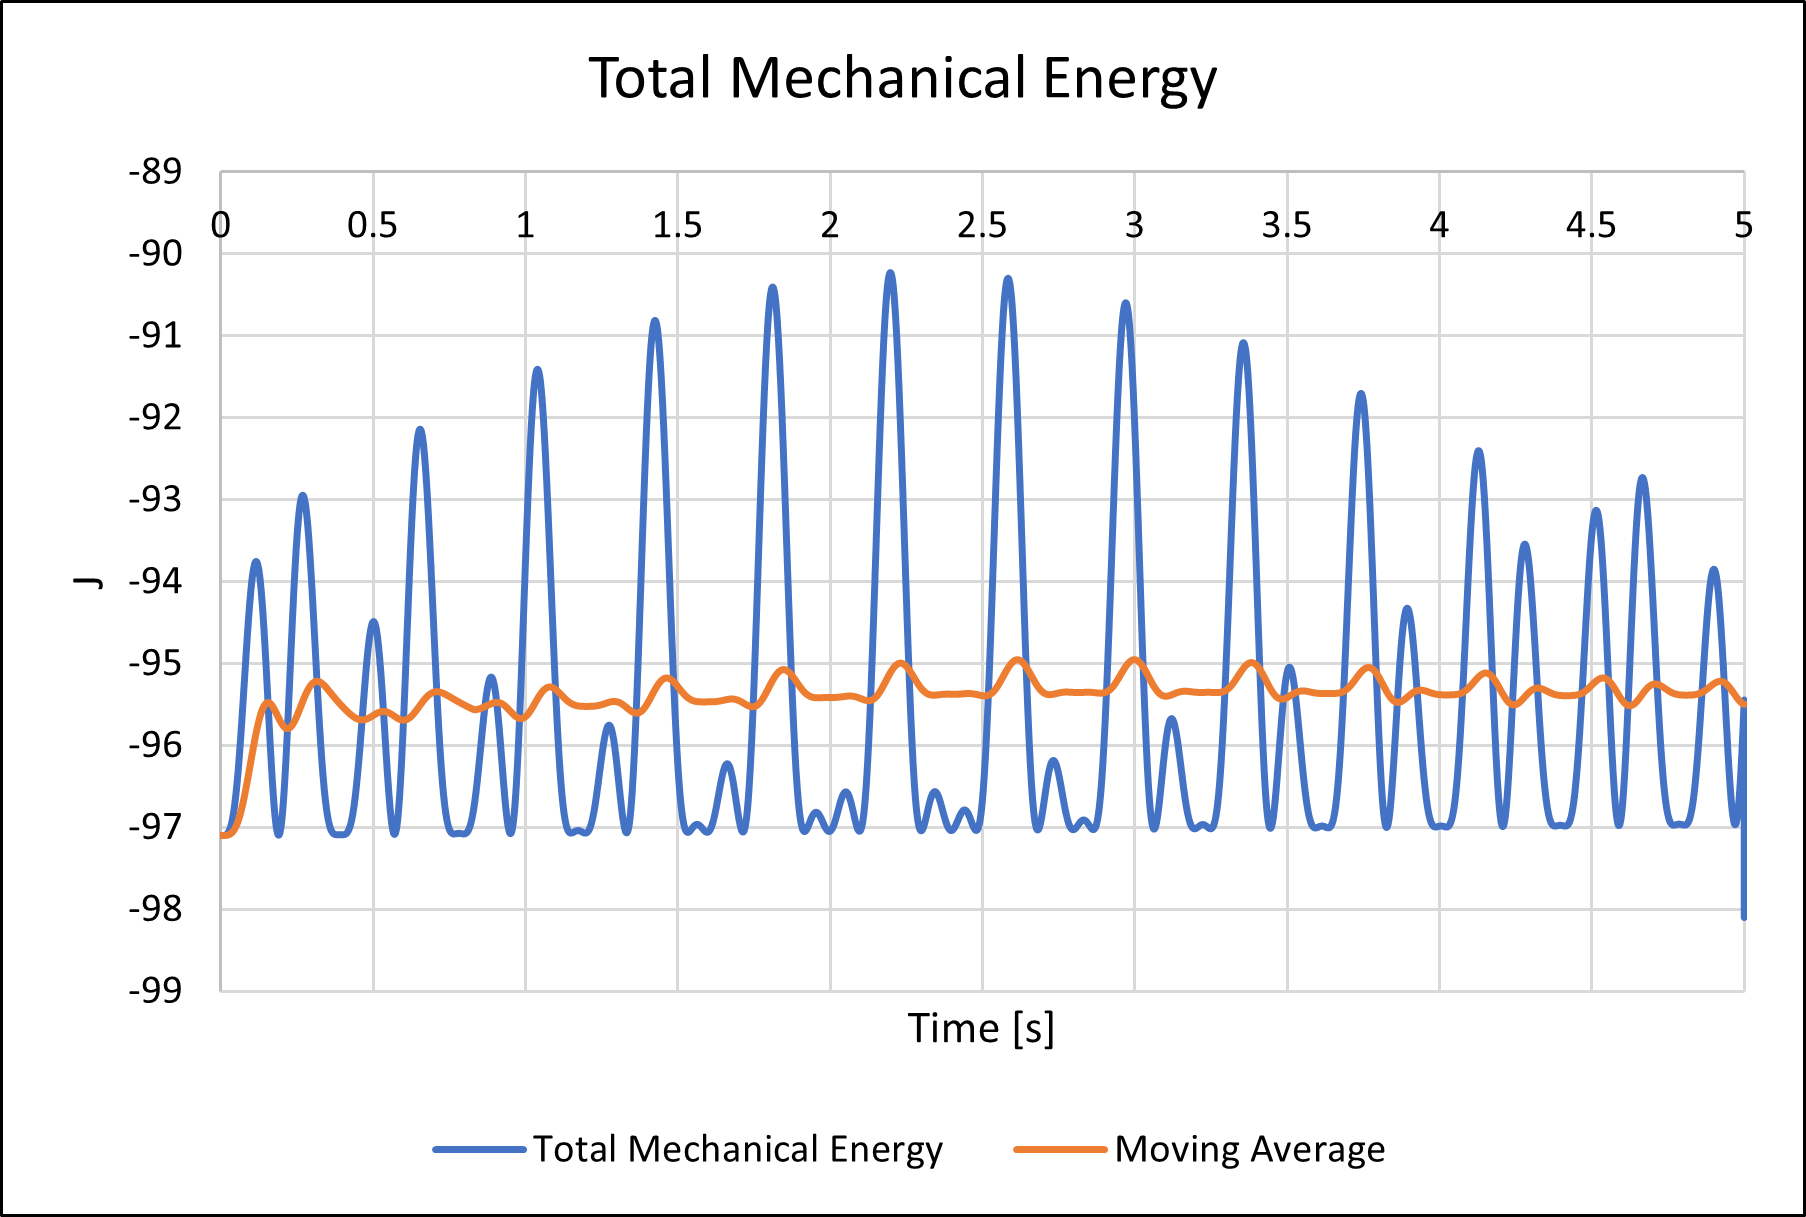 Total Mechanical Energy
-89
0 0.5 1 1.5 2 2.5 3 3.5 4 4.5 5
-90
-91
-92
-93
-94
J
-95
-96
-97
-98
-99
Time [s]
Total Mechanical Energy Moving Average